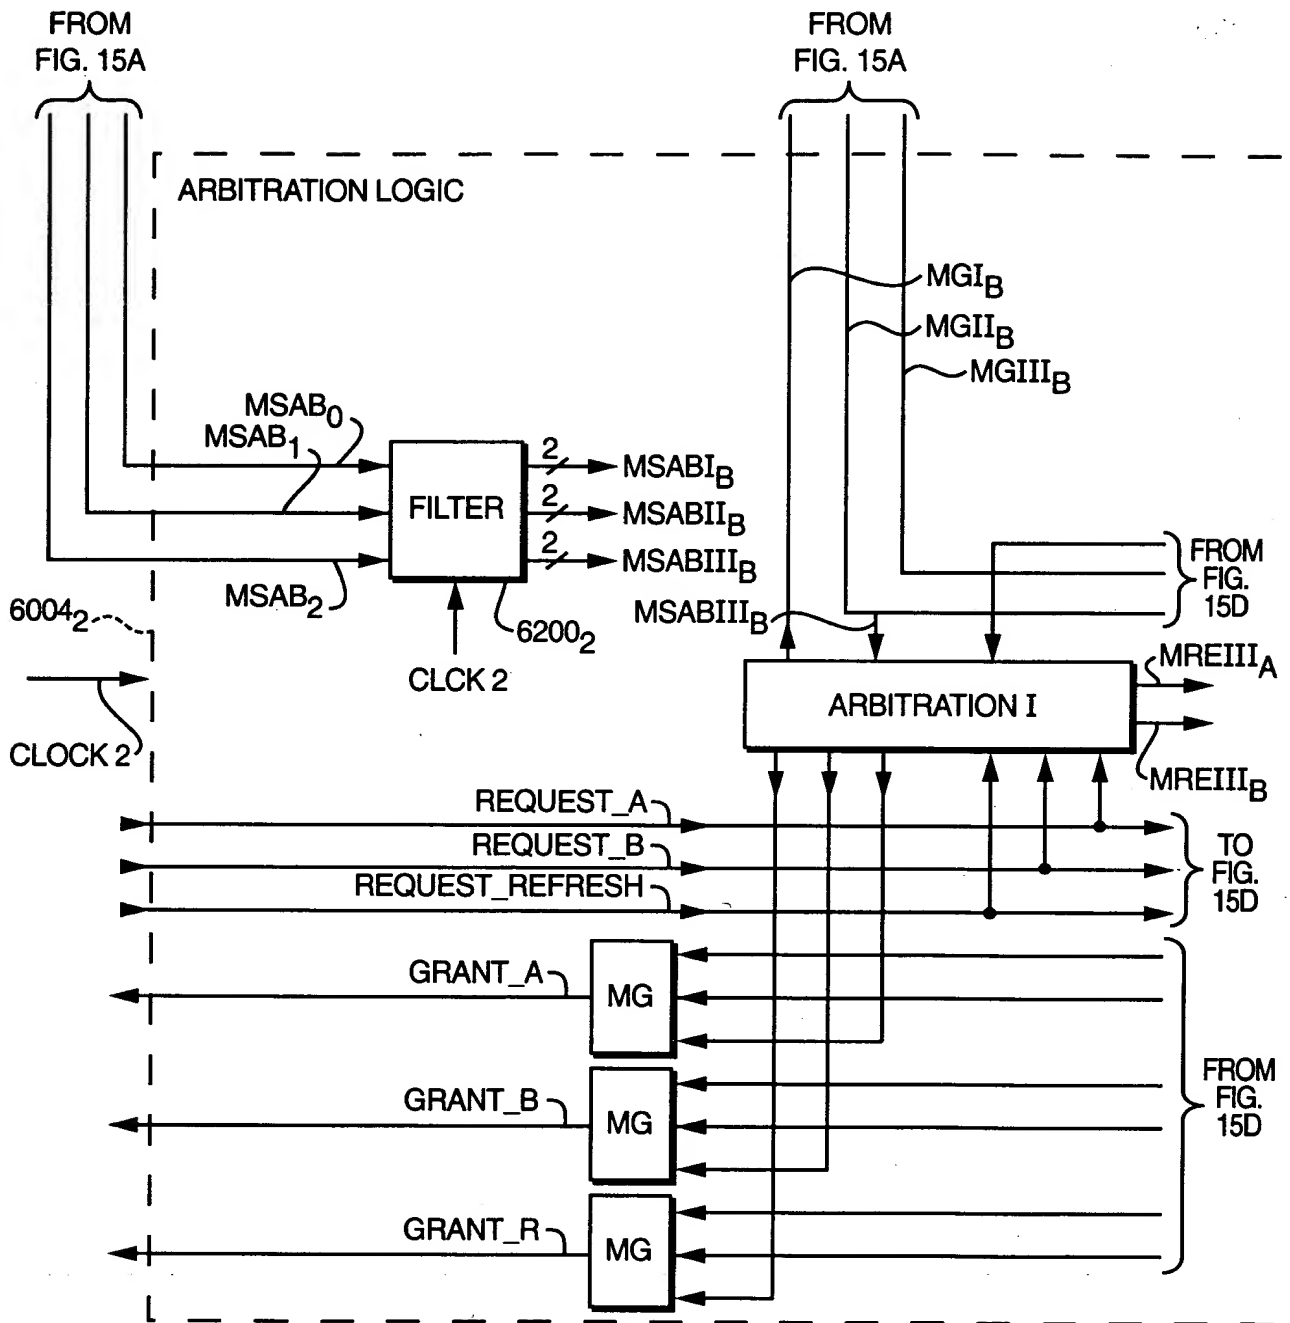 FROM
FIG. 15A
FROM
FIG. 15A
ARBITRATION LOGIC
MGI_B
MGII_B
MGIII_B
MSAB_0
MSAB_1
MSAB_2
FILTER
2
MSABI_B
2
MSABII_B
2
MSABIII_B
6200_2
CLCK 2
6004_2
CLOCK 2
FROM
FIG.
15D
MSABIII_B
ARBITRATION I
MREIII_A
MREIII_B
REQUEST_A
REQUEST_B
REQUEST_REFRESH
TO
FIG.
15D
GRANT_A
MG
GRANT_B
MG
GRANT_R
MG
FROM
FIG.
15D